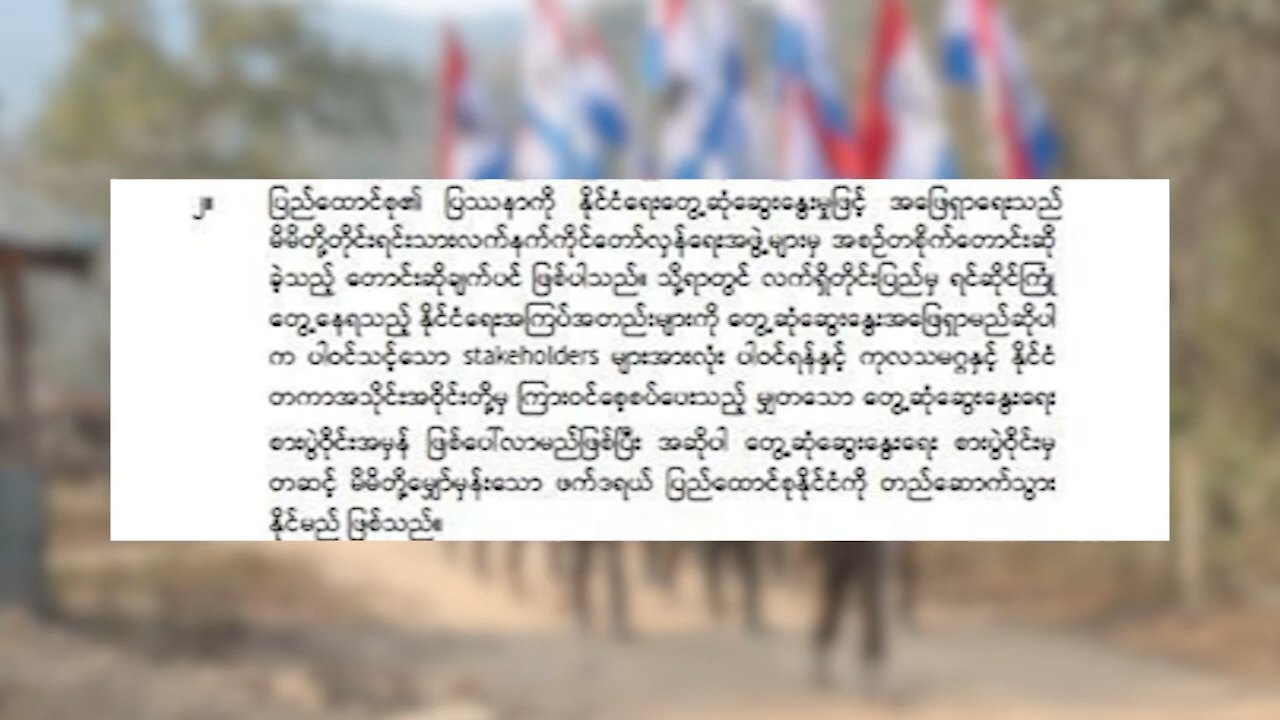 ၂။ ပြည်ထောင်စု၏ ပြဿနာကို နိုင်ငံရေးတွေ့ဆုံဆွေးနွေးမှုဖြင့် အဖြေရှာရေးသည်
မိမိတို့တိုင်းရင်းသားလက်နက်ကိုင်တော်လှန်ရေးအဖွဲ့များမှ အစဉ်တစိုက်တောင်းဆို
ခဲ့သည့် တောင်းဆိုချက်ပင် ဖြစ်ပါသည်။ သို့ရာတွင် လက်ရှိတိုင်းပြည်မှ ရင်ဆိုင်ကြုံ
တွေ့နေရသည့် နိုင်ငံရေးအကြပ်အတည်းများကို တွေ့ဆုံဆွေးနွေးအဖြေရှာမည်ဆိုပါ
က ပါဝင်သင့်သော stakeholders များအားလုံး ပါဝင်ရန်နှင့် ကုလသမဂ္ဂနှင့် နိုင်ငံ
တကာအသိုင်းအဝိုင်းတို့မှ ကြားဝင်စေ့စပ်ပေးသည့် မျှတသော တွေ့ဆုံဆွေးနွေးရေး
စားပွဲဝိုင်းအမှန် ဖြစ်ပေါ်လာမည်ဖြစ်ပြီး အဆိုပါ တွေ့ဆုံဆွေးနွေးရေး စားပွဲဝိုင်းမှ
တဆင့် မိမိတို့မျှော်မှန်းသော ဖက်ဒရယ် ပြည်ထောင်စုနိုင်ငံကို တည်ဆောက်သွား
နိုင်မည် ဖြစ်သည်။